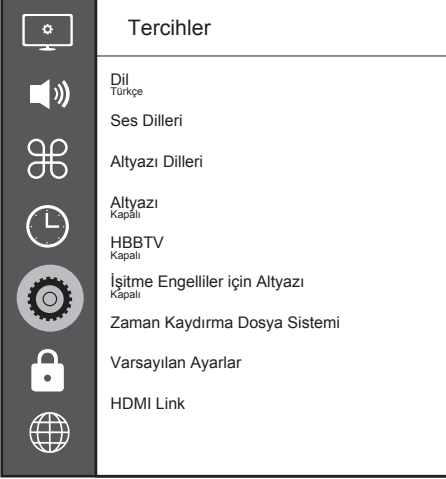 Tercihler
Dil
Türkçe
Ses Dilleri
Altyazı Dilleri
Altyazı
Kapalı
HBBTV
Kapalı
İşitme Engelliler için Altyazı
Kapalı
Zaman Kaydırma Dosya Sistemi
Varsayılan Ayarlar
HDMI Link